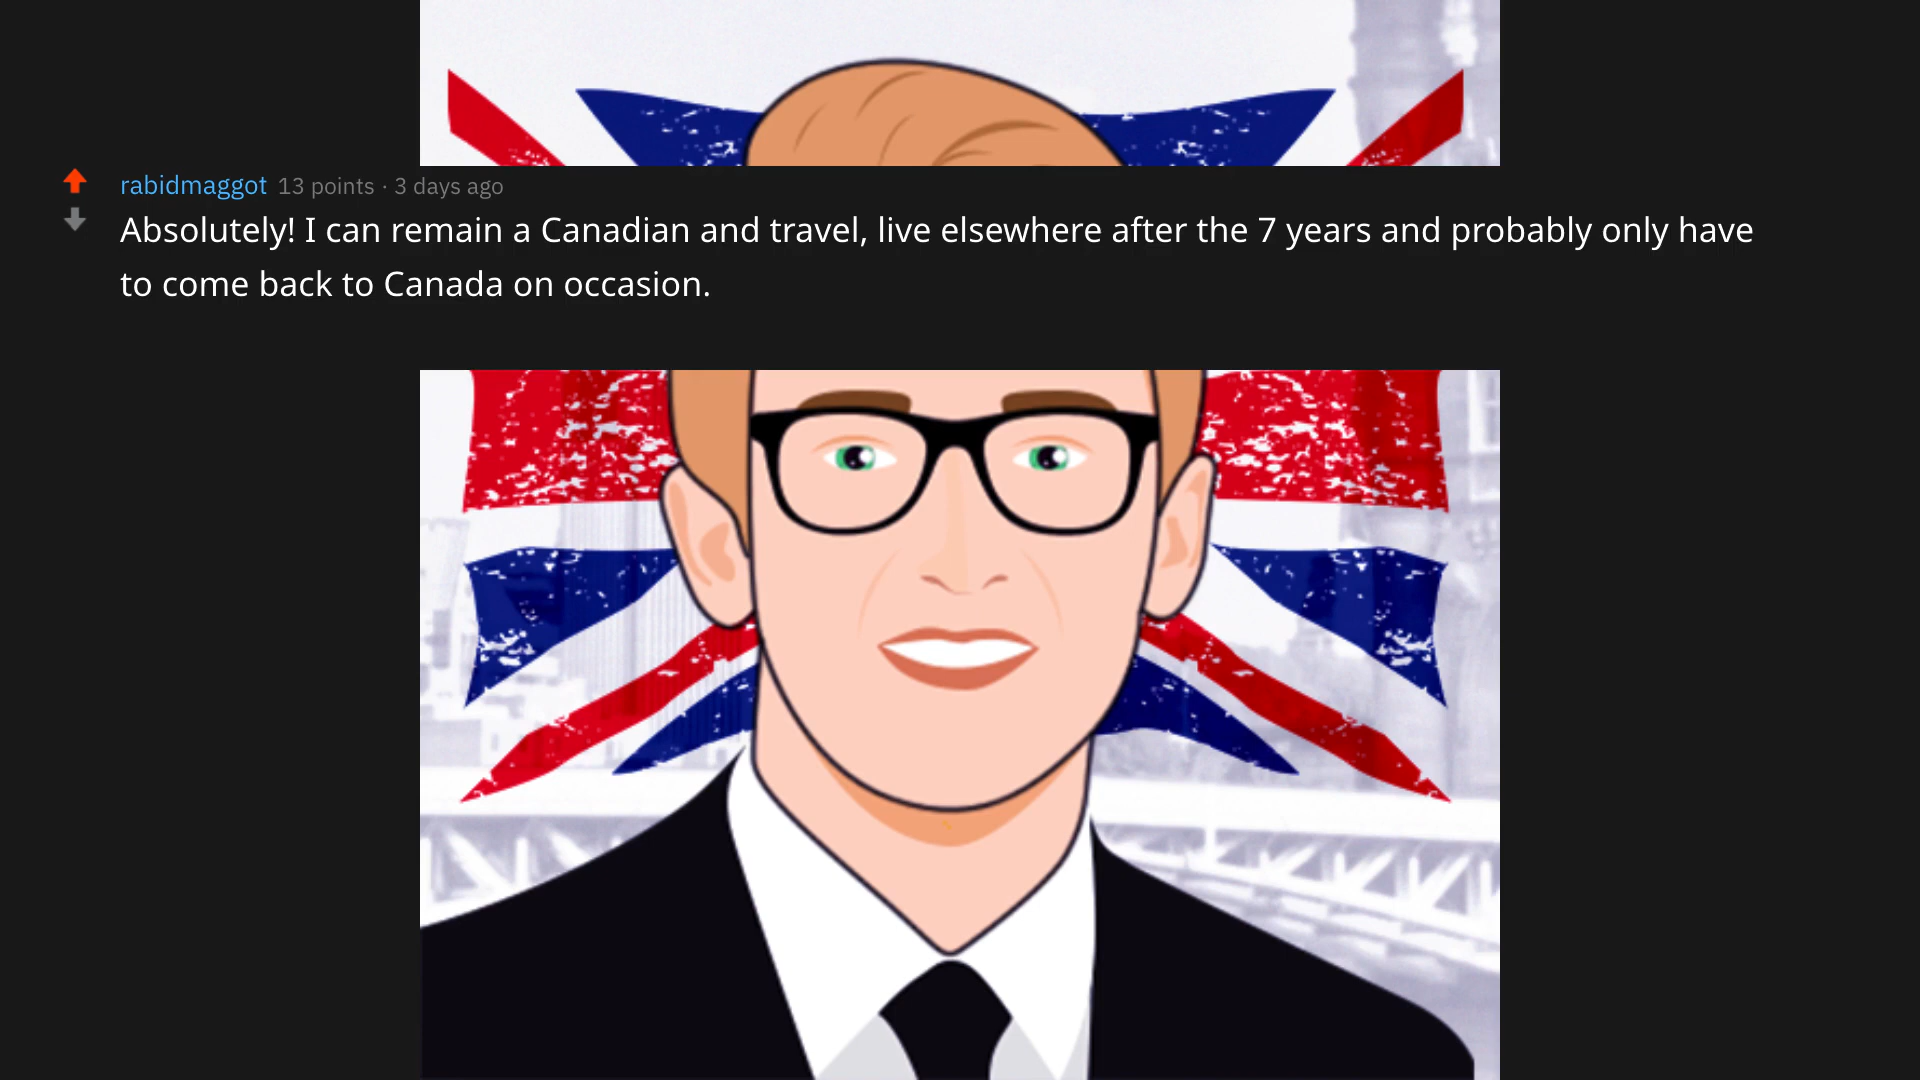 rabidmaggot 13 points · 3 days ago
Absolutely! I can remain a Canadian and travel, live elsewhere after the 7 years and probably only have
to come back to Canada on occasion.